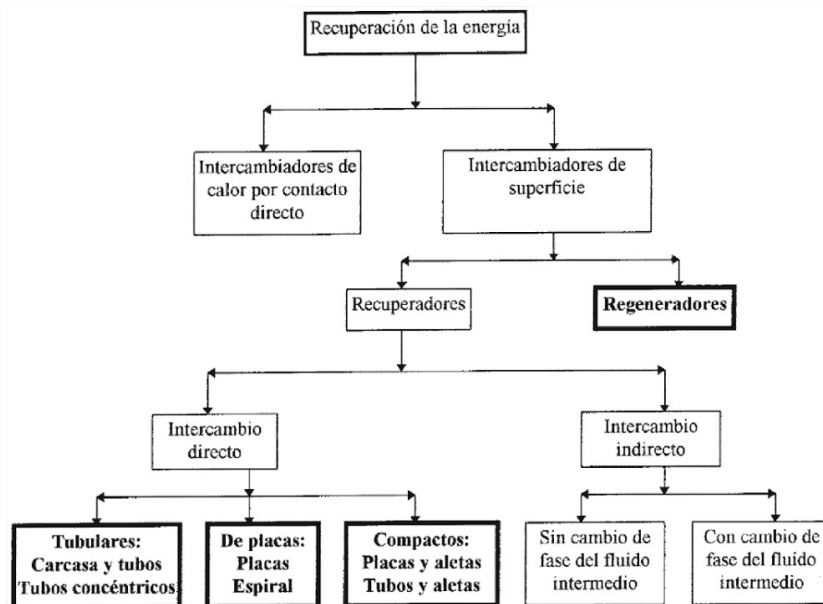 Recuperación de la energía
Intercambiadores de
calor por contacto
directo
Intercambiadores de
superficie
Recuperadores
Regeneradores
Intercambio
directo
Intercambio
indirecto
Tubulares:
Carcasa y tubos
Tubos concéntricos
De placas:
Placas
Espiral
Compactos:
Placas y aletas
Tubos y aletas
Sin cambio de
fase del fluido
intermedio
Con cambio de
fase del fluido
intermedio